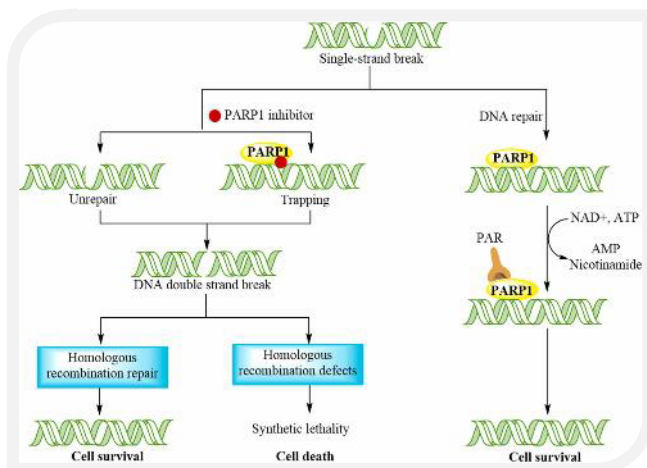 Single-strand break
PARP1 inhibitor
DNA repair
PARP1
PARP1
Unrepair
Trapping
NAD+, ATP
PAR
AMP
Nicotinamide
PARP1
DNA double strand break
Homologous
recombination repair
Homologous
recombination defects
Synthetic lethality
Cell survival
Cell death
Cell survival